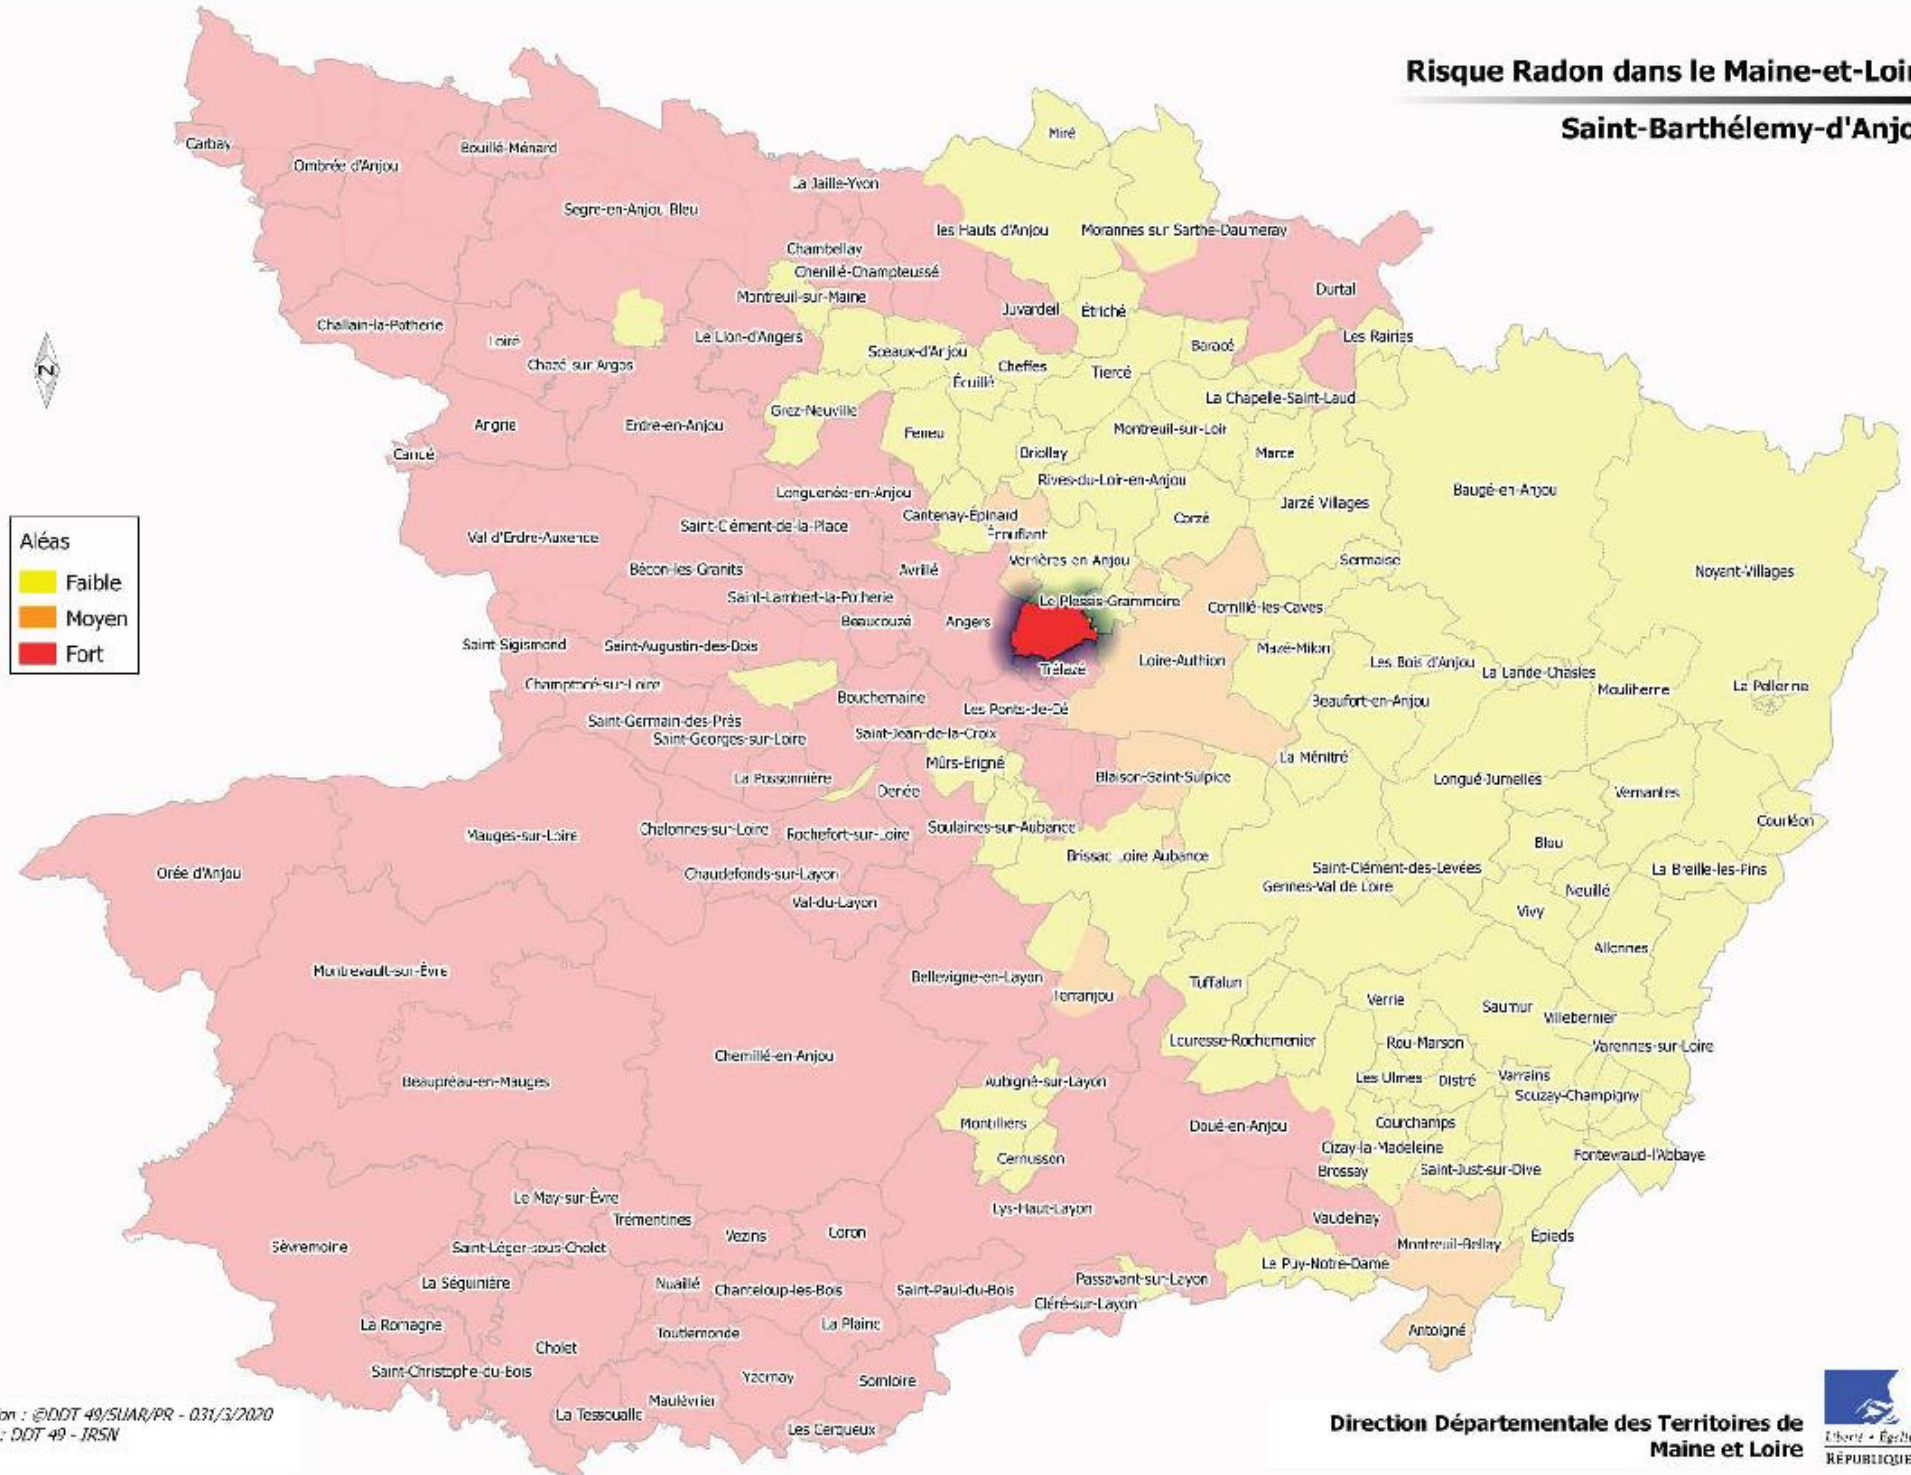 Risque Radon dans le Maine-et-Loir
Saint-Barthélemy-d'Anjo
Miré
Carbay
Bouillé-Ménard
Ombrée d'Anjou
La Jaille-Yvon
Segré-en-Anjou Bleu
les Hauts d'Anjou
Morannes sur Sarthe-Daumeray
Chambellay
Chenillé-Champteussé
Durtal
Montreuil-sur-Maine
Juvardeil
Étriché
Challain-la-Potherie
Loiré
Le Lion-d'Angers
Les Rairies
N
Sceaux-d'Anjou
Baracé
Chazé-sur-Argos
Cheffes
Tiercé
Écuillé
La Chapelle-Saint-Laud
Grez-Neuville
Angrie
Erdre-en-Anjou
Feneu
Montreuil-sur-Loir
Candé
Briollay
Marcé
Rives-du-Loir-en-Anjou
Longuenée-en-Anjou
Baugé-en-Anjou
Jarzé Villages
Cantenay-Épinard
Corzé
Saint-Clément-de-la-Place
Val d'Erdre-Auxence
Écouflant
Aléas
Verrières-en-Anjou
Sermaise
Bécon-les-Granits
Avrillé
Noyant-Villages
Faible
Saint-Lambert-la-Potherie
Le Plessis-Grammoire
Cornillé-les-Caves
Moyen
Beaucouzé
Angers
Fort
Saint-Sigismond
Saint-Augustin-des-Bois
Mazé-Milon
Loire-Authion
Les Bois d'Anjou
Trélazé
La Lande-Chasles
Champtocé-sur-Loire
Mouliherne
La Pellerine
Bouchemaine
Beaufort-en-Anjou
Les Ponts-de-Cé
Saint-Germain-des-Prés
Saint-Georges-sur-Loire
Saint-Jean-de-la-Croix
La Ménitré
Mûrs-Erigné
La Possonnière
Blaison-Saint-Sulpice
Longué-Jumelles
Denée
Vernantes
Courléon
Mauges-sur-Loire
Chalonnes-sur-Loire
Rochefort-sur-Loire
Soulaines-sur-Aubance
Blou
Brissac Loire Aubance
Orée d'Anjou
Chaudefonds-sur-Layon
Saint-Clément-des-Levées
La Breille-les-Pins
Gennes-Val de Loire
Neuillé
Val-du-Layon
Vivy
Allonnes
Montrevault-sur-Èvre
Bellevigne-en-Layon
Tuffalun
Terranjou
Verrie
Saumur
Villebernier
Louresse-Rochemenier
Rou-Marson
Varennes-sur-Loire
Chemillé-en-Anjou
Beaupréau-en-Mauges
Aubigné-sur-Layon
Les Ulmes
Distré
Varrains
Souzay-Champigny
Montilliers
Doué-en-Anjou
Courchamps
Cizay-la-Madeleine
Cernusson
Fontevraud-l'Abbaye
Brossay
Saint-Just-sur-Dive
Le May-sur-Èvre
Lys-Haut-Layon
Trémentines
Vaudelnay
Vezins
Coron
Épieds
Sèvremoine
Saint-Léger-sous-Cholet
Montreuil-Bellay
Le Puy-Notre-Dame
La Séguinière
Nuaillé
Chanteloup-les-Bois
Saint-Paul-du-Bois
Passavant-sur-Layon
Cléré-sur-Layon
La Romagne
Toutlemonde
La Plaine
Antoigné
Cholet
Saint-Christophe-du-Bois
Yzernay
Somloire
Maulévrier
La Tessoualle
Les Cerqueux
on : ©DDT 49/SUAR/PR - 031/3/2020
: DDT 49 - IRSN
Direction Départementale des Territoires de
Maine et Loire
Liberté • Égalit
RÉPUBLIQUE